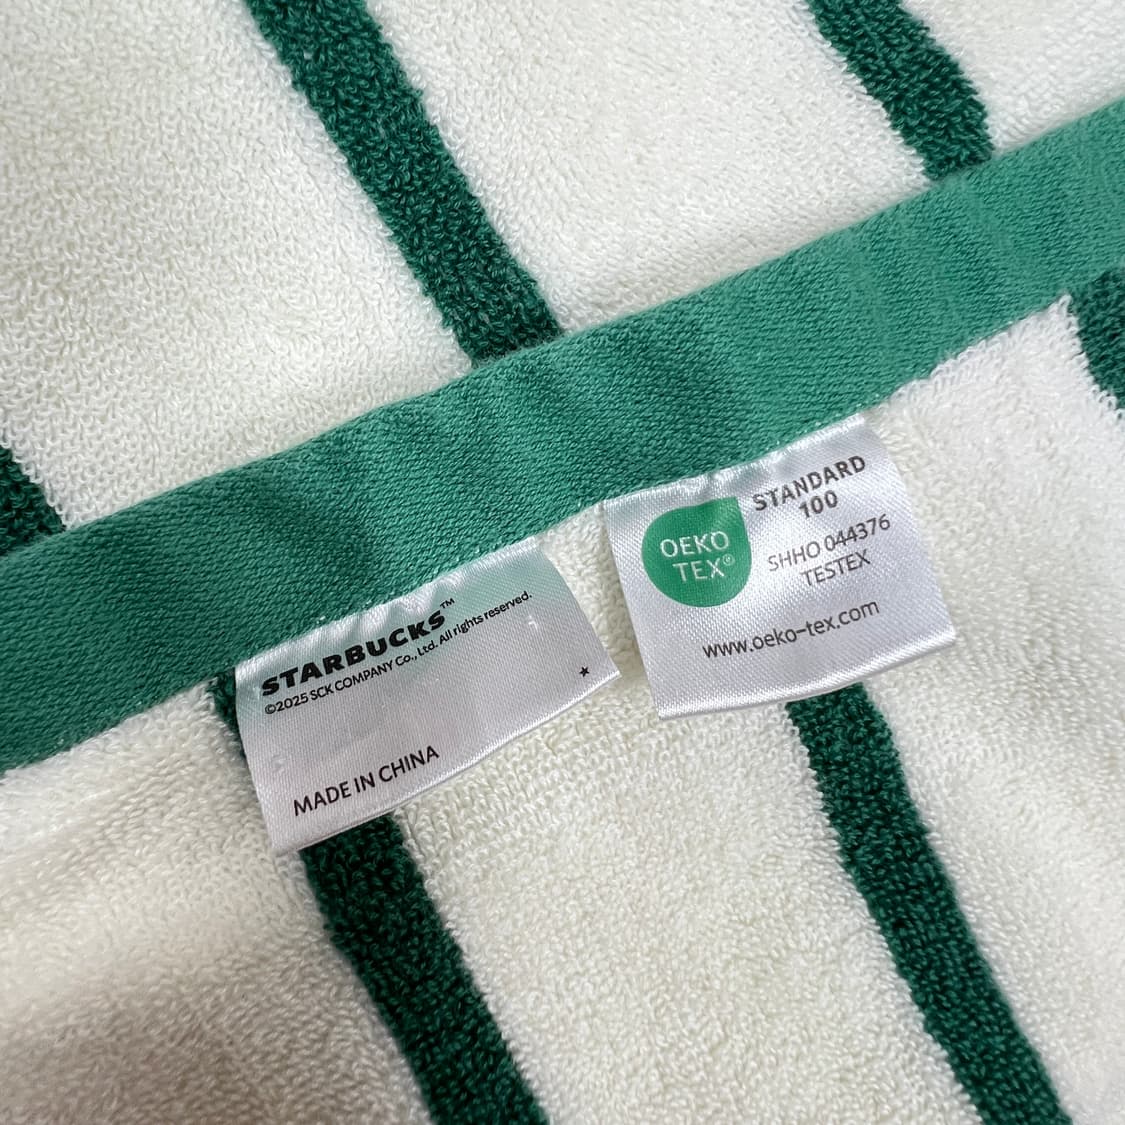 STARBUCKS™
©2025 SCK COMPANY Co., Ltd. All rights reserved.
★
MADE IN CHINA
OEKO
TEX®
STANDARD
100
SHHO 044376
TESTEX
www.oeko-tex.com